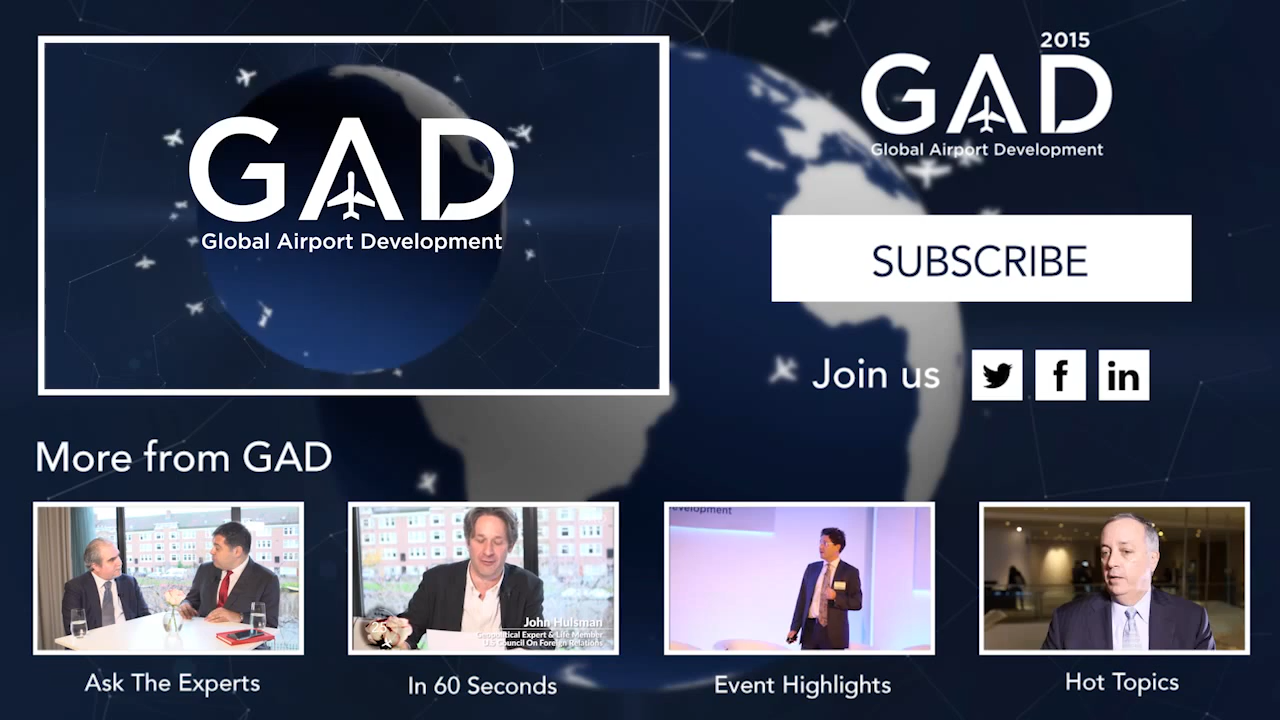 GAD
Global Airport Development
2015
GAD
Global Airport Development
SUBSCRIBE
Join us
f
in
More from GAD
evelopment
John Hulsman
Geopolitical Expert & Life Member
US Council On Foreign Relations
Ask The Experts
In 60 Seconds
Event Highlights
Hot Topics